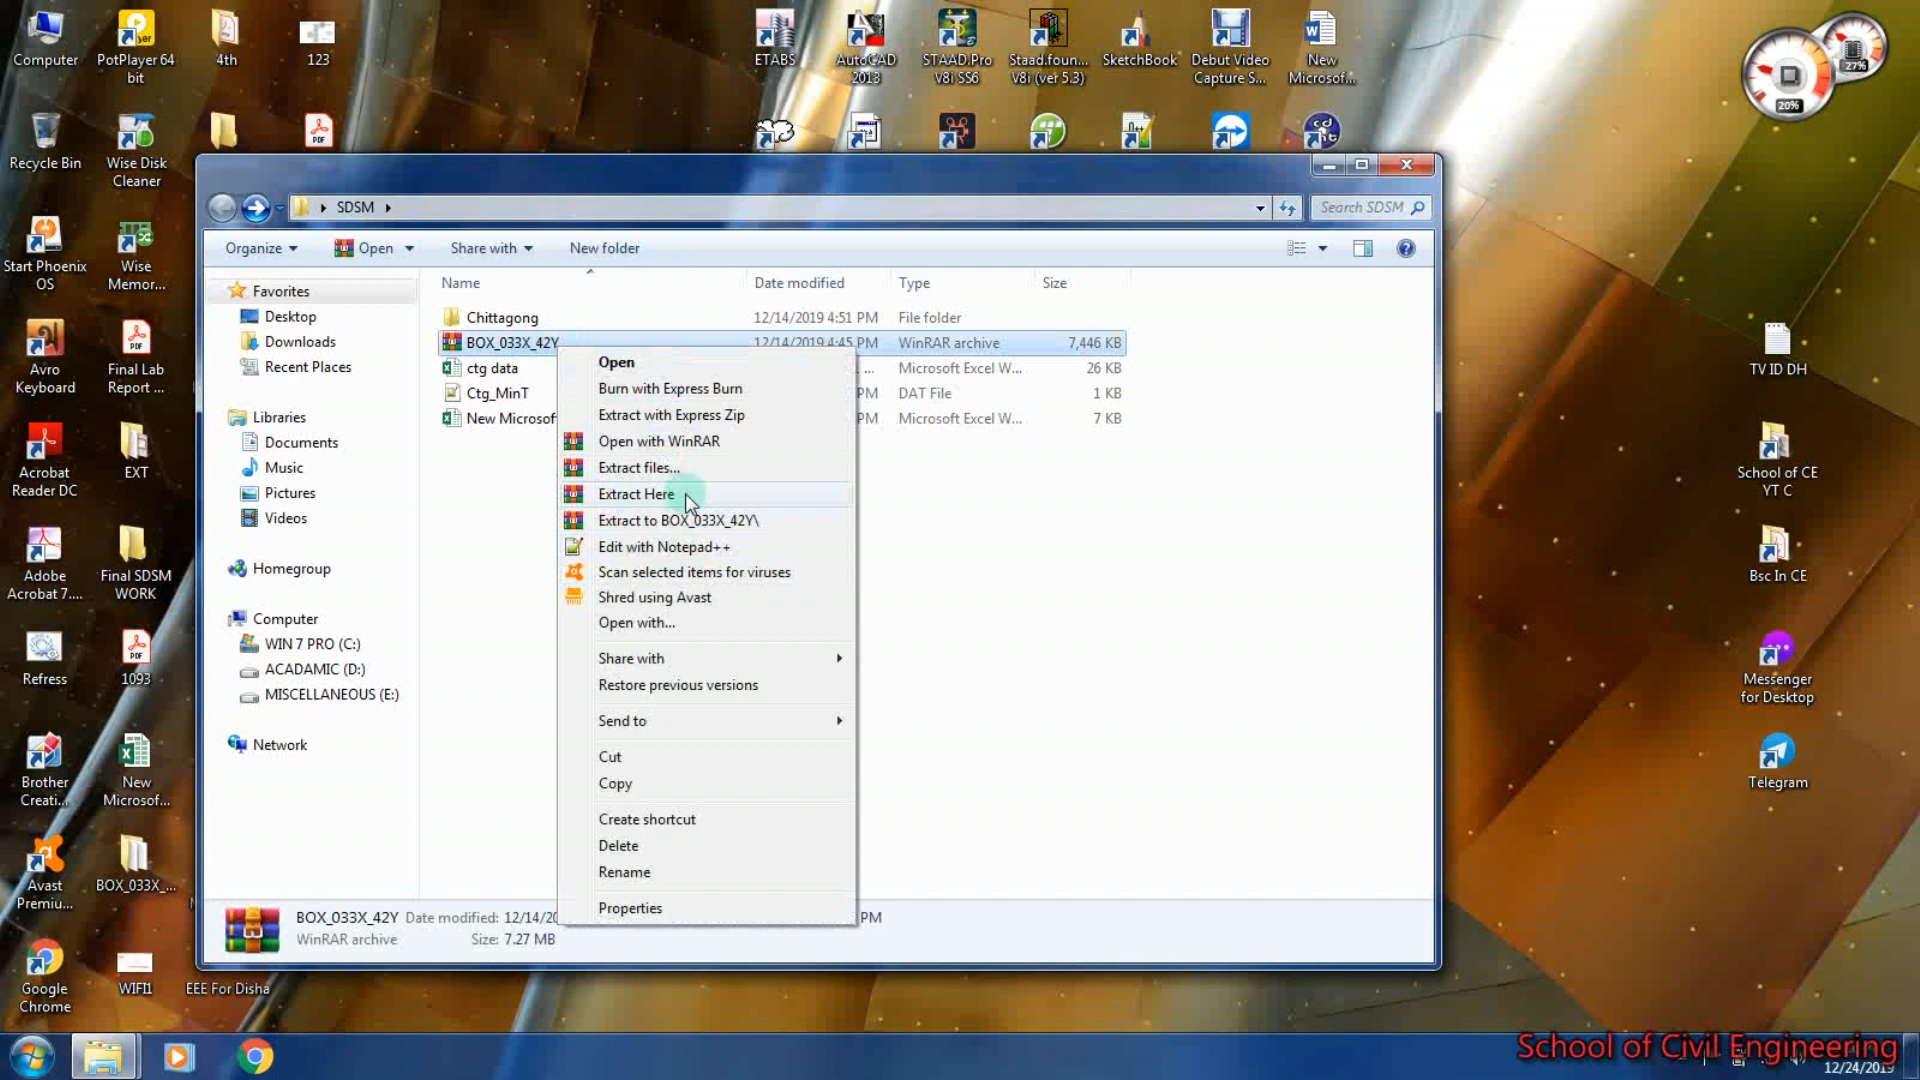 Computer
PotPlayer 64
bit
4th
123
ETABS
AutoCAD
2013
STAAD.Pro
V8i SS6
Staad.foun...
V8i (ver 5.3)
SketchBook
Debut Video
Capture S...
New
Microsof...
27%
20%
Recycle Bin
Wise Disk
Cleaner
Start Phoenix
OS
Wise
Memor...
Avro
Keyboard
Final Lab
Report ...
Acrobat
Reader DC
EXT
Adobe
Acrobat 7....
Final SDSM
WORK
Refress
1093
Brother
Creati...
New
Microsof...
Avast
Premiu...
BOX_033X_...
Google
Chrome
WIFI1
EEE For Disha
SDSM
Search SDSM
Organize
Open
Share with
New folder
Favorites
Desktop
Downloads
Recent Places
Libraries
Documents
Music
Pictures
Videos
Homegroup
Computer
WIN 7 PRO (C:)
ACADAMIC (D:)
MISCELLANEOUS (E:)
Network
Name Date modified Type Size
Chittagong 12/14/2019 4:51 PM File folder
BOX_033X_42Y 12/14/2019 4:45 PM WinRAR archive 7,446 KB
ctg data ... Microsoft Excel W... 26 KB
Ctg_MinT PM DAT File 1 KB
New Microsof PM Microsoft Excel W... 7 KB
Open
Burn with Express Burn
Extract with Express Zip
Open with WinRAR
Extract files...
Extract Here
Extract to BOX_033X_42Y\
Edit with Notepad++
Scan selected items for viruses
Shred using Avast
Open with...
Share with
Restore previous versions
Send to
Cut
Copy
Create shortcut
Delete
Rename
Properties
BOX_033X_42Y Date modified: 12/14/20 PM
WinRAR archive Size: 7.27 MB
TV ID DH
School of CE
YT C
Bsc In CE
Messenger
for Desktop
Telegram
School of Civil Engineering
12/24/2019